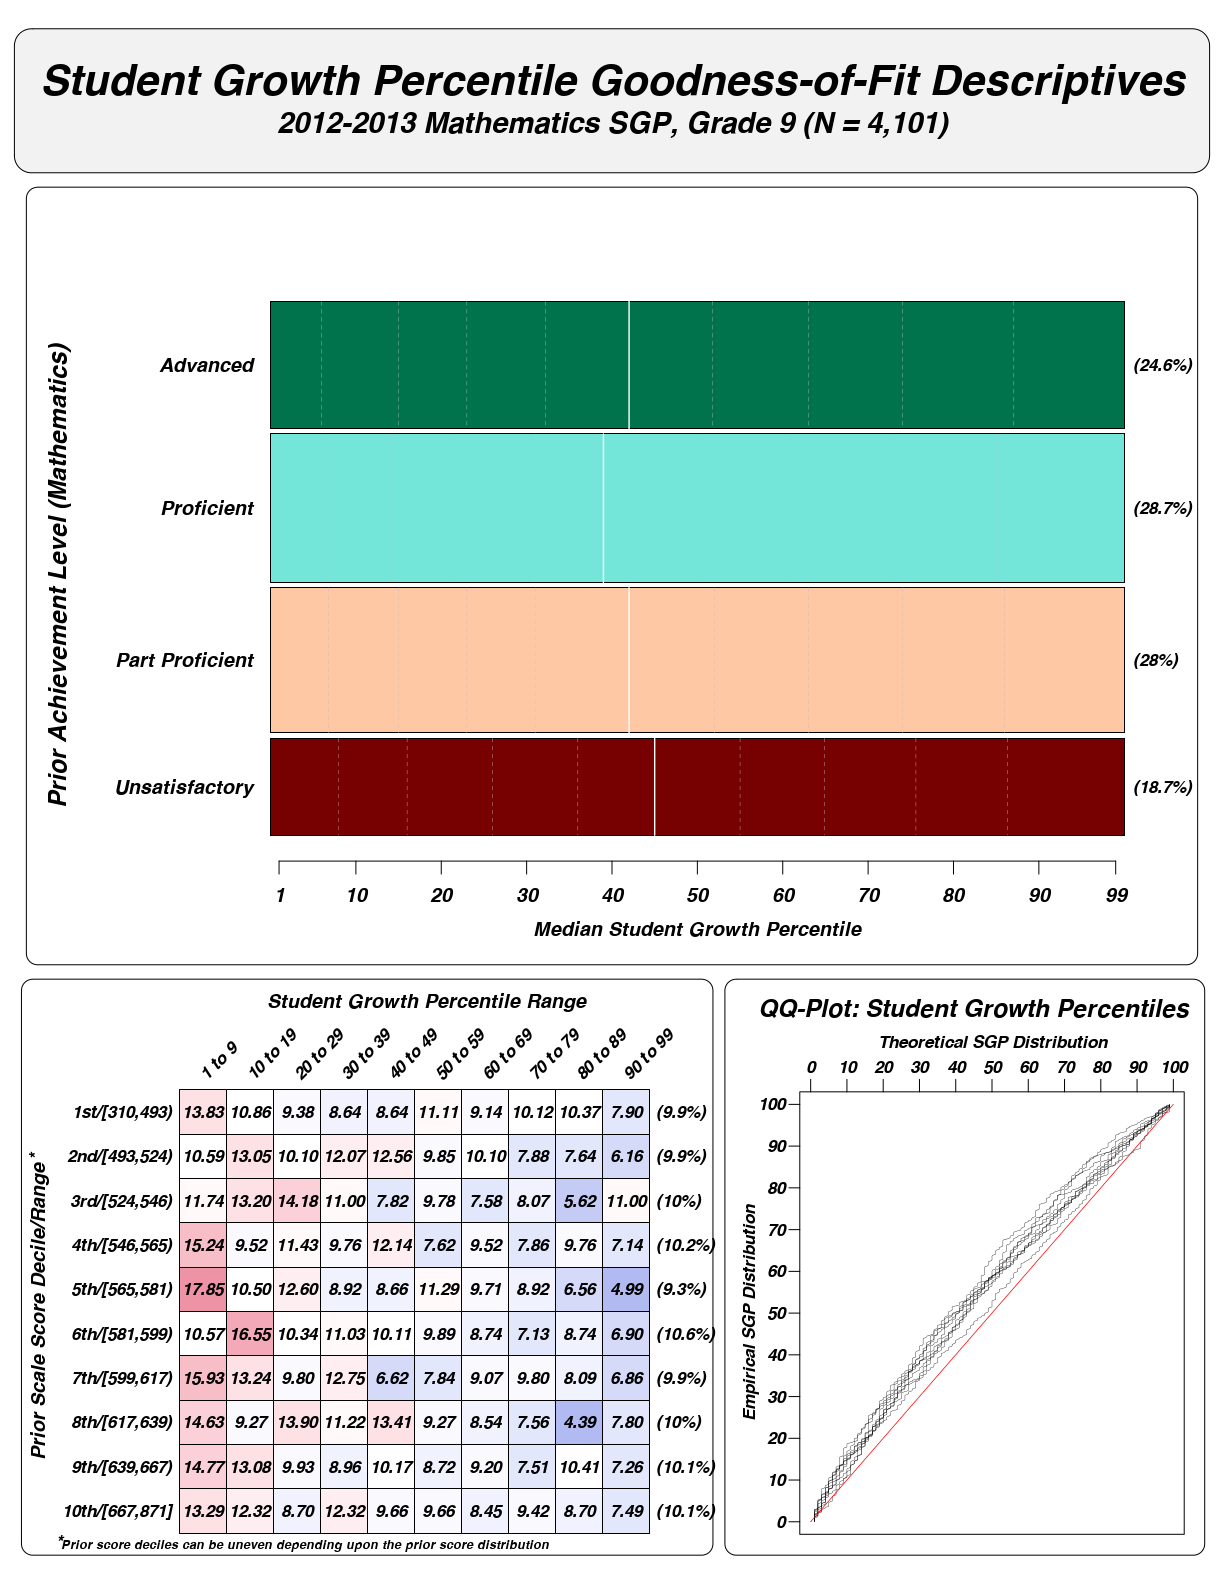 Student Growth Percentile Goodness-of-Fit Descriptives
2012-2013 Mathematics SGP, Grade 9 (N = 4,101)
Prior Achievement Level (Mathematics)
Advanced (24.6%)
Proficient (28.7%)
Part Proficient (28%)
Unsatisfactory (18.7%)
1 10 20 30 40 50 60 70 80 90 99
Median Student Growth Percentile
Student Growth Percentile Range
1 to 9 10 to 19 20 to 29 30 to 39 40 to 49 50 to 59 60 to 69 70 to 79 80 to 89 90 to 99
Prior Scale Score Decile/Range*
1st/[310,493) 13.83 10.86 9.38 8.64 8.64 11.11 9.14 10.12 10.37 7.90 (9.9%)
2nd/[493,524) 10.59 13.05 10.10 12.07 12.56 9.85 10.10 7.88 7.64 6.16 (9.9%)
3rd/[524,546) 11.74 13.20 14.18 11.00 7.82 9.78 7.58 8.07 5.62 11.00 (10%)
4th/[546,565) 15.24 9.52 11.43 9.76 12.14 7.62 9.52 7.86 9.76 7.14 (10.2%)
5th/[565,581) 17.85 10.50 12.60 8.92 8.66 11.29 9.71 8.92 6.56 4.99 (9.3%)
6th/[581,599) 10.57 16.55 10.34 11.03 10.11 9.89 8.74 7.13 8.74 6.90 (10.6%)
7th/[599,617) 15.93 13.24 9.80 12.75 6.62 7.84 9.07 9.80 8.09 6.86 (9.9%)
8th/[617,639) 14.63 9.27 13.90 11.22 13.41 9.27 8.54 7.56 4.39 7.80 (10%)
9th/[639,667) 14.77 13.08 9.93 8.96 10.17 8.72 9.20 7.51 10.41 7.26 (10.1%)
10th/[667,871] 13.29 12.32 8.70 12.32 9.66 9.66 8.45 9.42 8.70 7.49 (10.1%)
*Prior score deciles can be uneven depending upon the prior score distribution
QQ-Plot: Student Growth Percentiles
Theoretical SGP Distribution
0 10 20 30 40 50 60 70 80 90 100
Empirical SGP Distribution
100
90
80
70
60
50
40
30
20
10
0